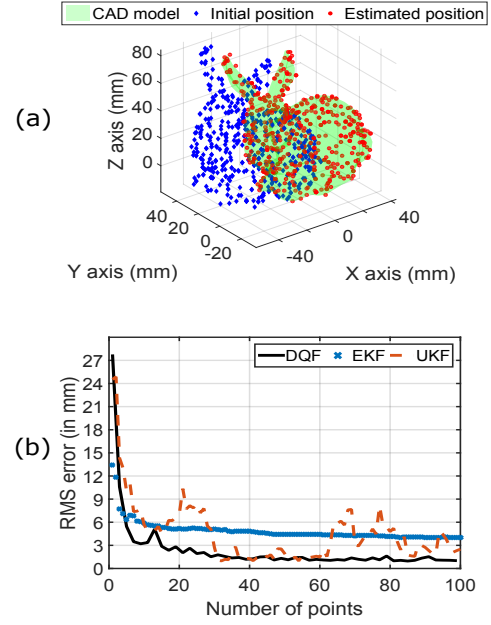 CAD model Initial position Estimated position
(a)
Z axis (mm)
80
60
40
20
0
40
20
0
-20
Y axis (mm)
-40
0
40
X axis (mm)
(b)
RMS error (in mm)
27
24
21
18
15
12
9
6
3
0
DQF EKF UKF
0 20 40 60 80 100
Number of points